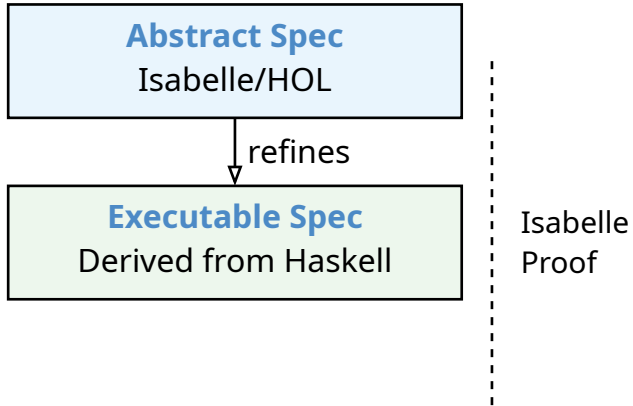 Abstract Spec
Isabelle/HOL
refines
Executable Spec
Derived from Haskell
Isabelle
Proof